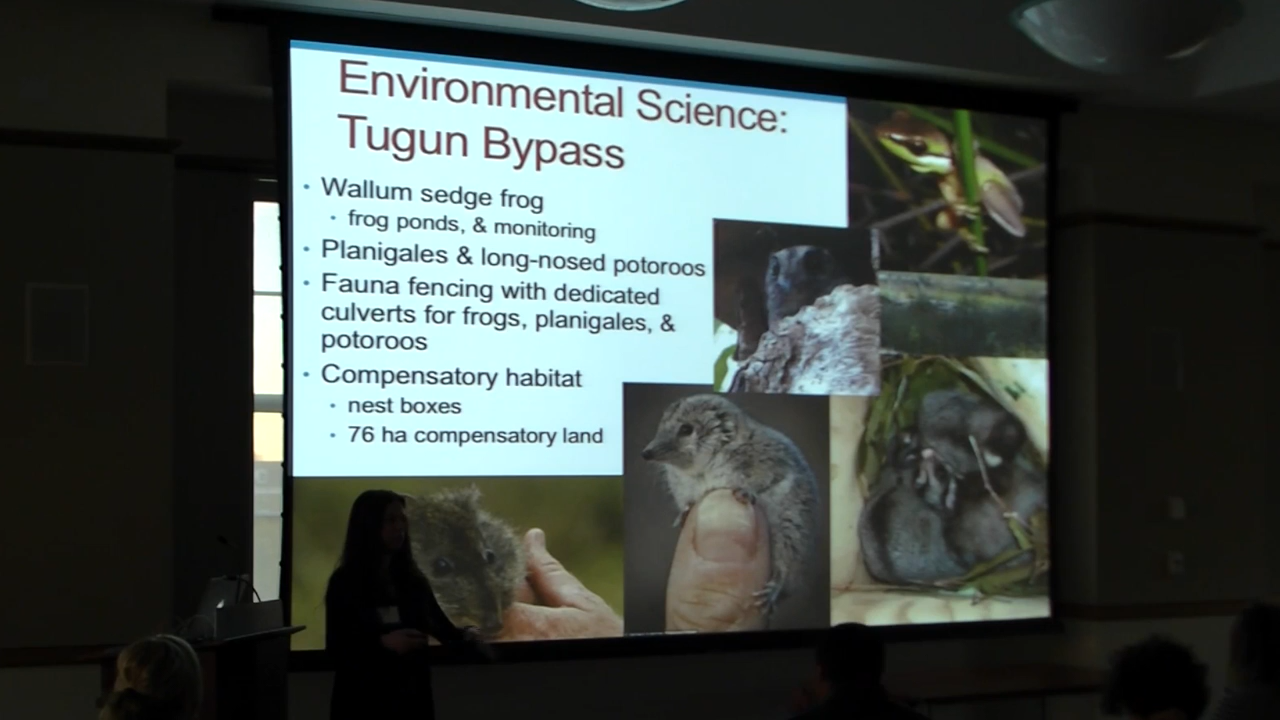 Environmental Science:
Tugun Bypass
• Wallum sedge frog
• frog ponds, & monitoring
• Planigales & long-nosed potoroos
• Fauna fencing with dedicated
culverts for frogs, planigales, &
potoroos
• Compensatory habitat
• nest boxes
• 76 ha compensatory land